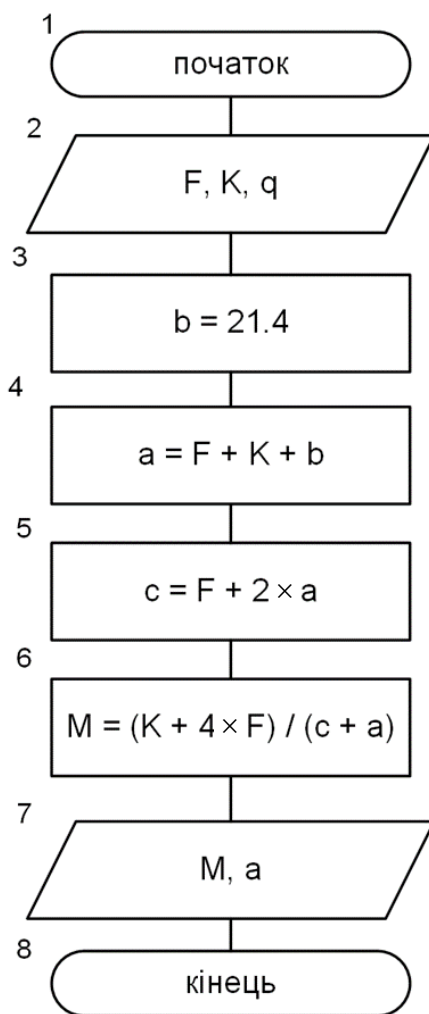 1
початок
2
F, K, q
3
b = 21.4
4
a = F + K + b
5
c = F + 2 × a
6
M = (K + 4 × F) / (c + a)
7
M, a
8
кінець